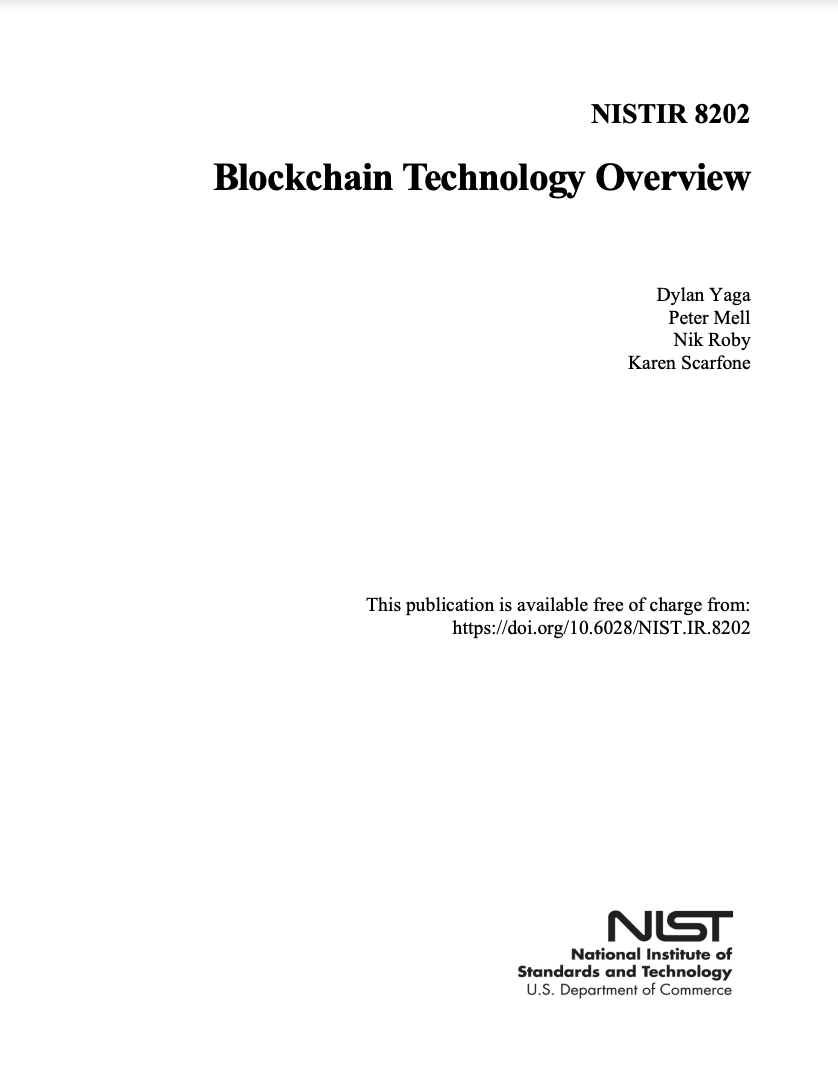 NISTIR 8202
Blockchain Technology Overview
Dylan Yaga
Peter Mell
Nik Roby
Karen Scarfone
This publication is available free of charge from:
https://doi.org/10.6028/NIST.IR.8202
NIST
National Institute of
Standards and Technology
U.S. Department of Commerce